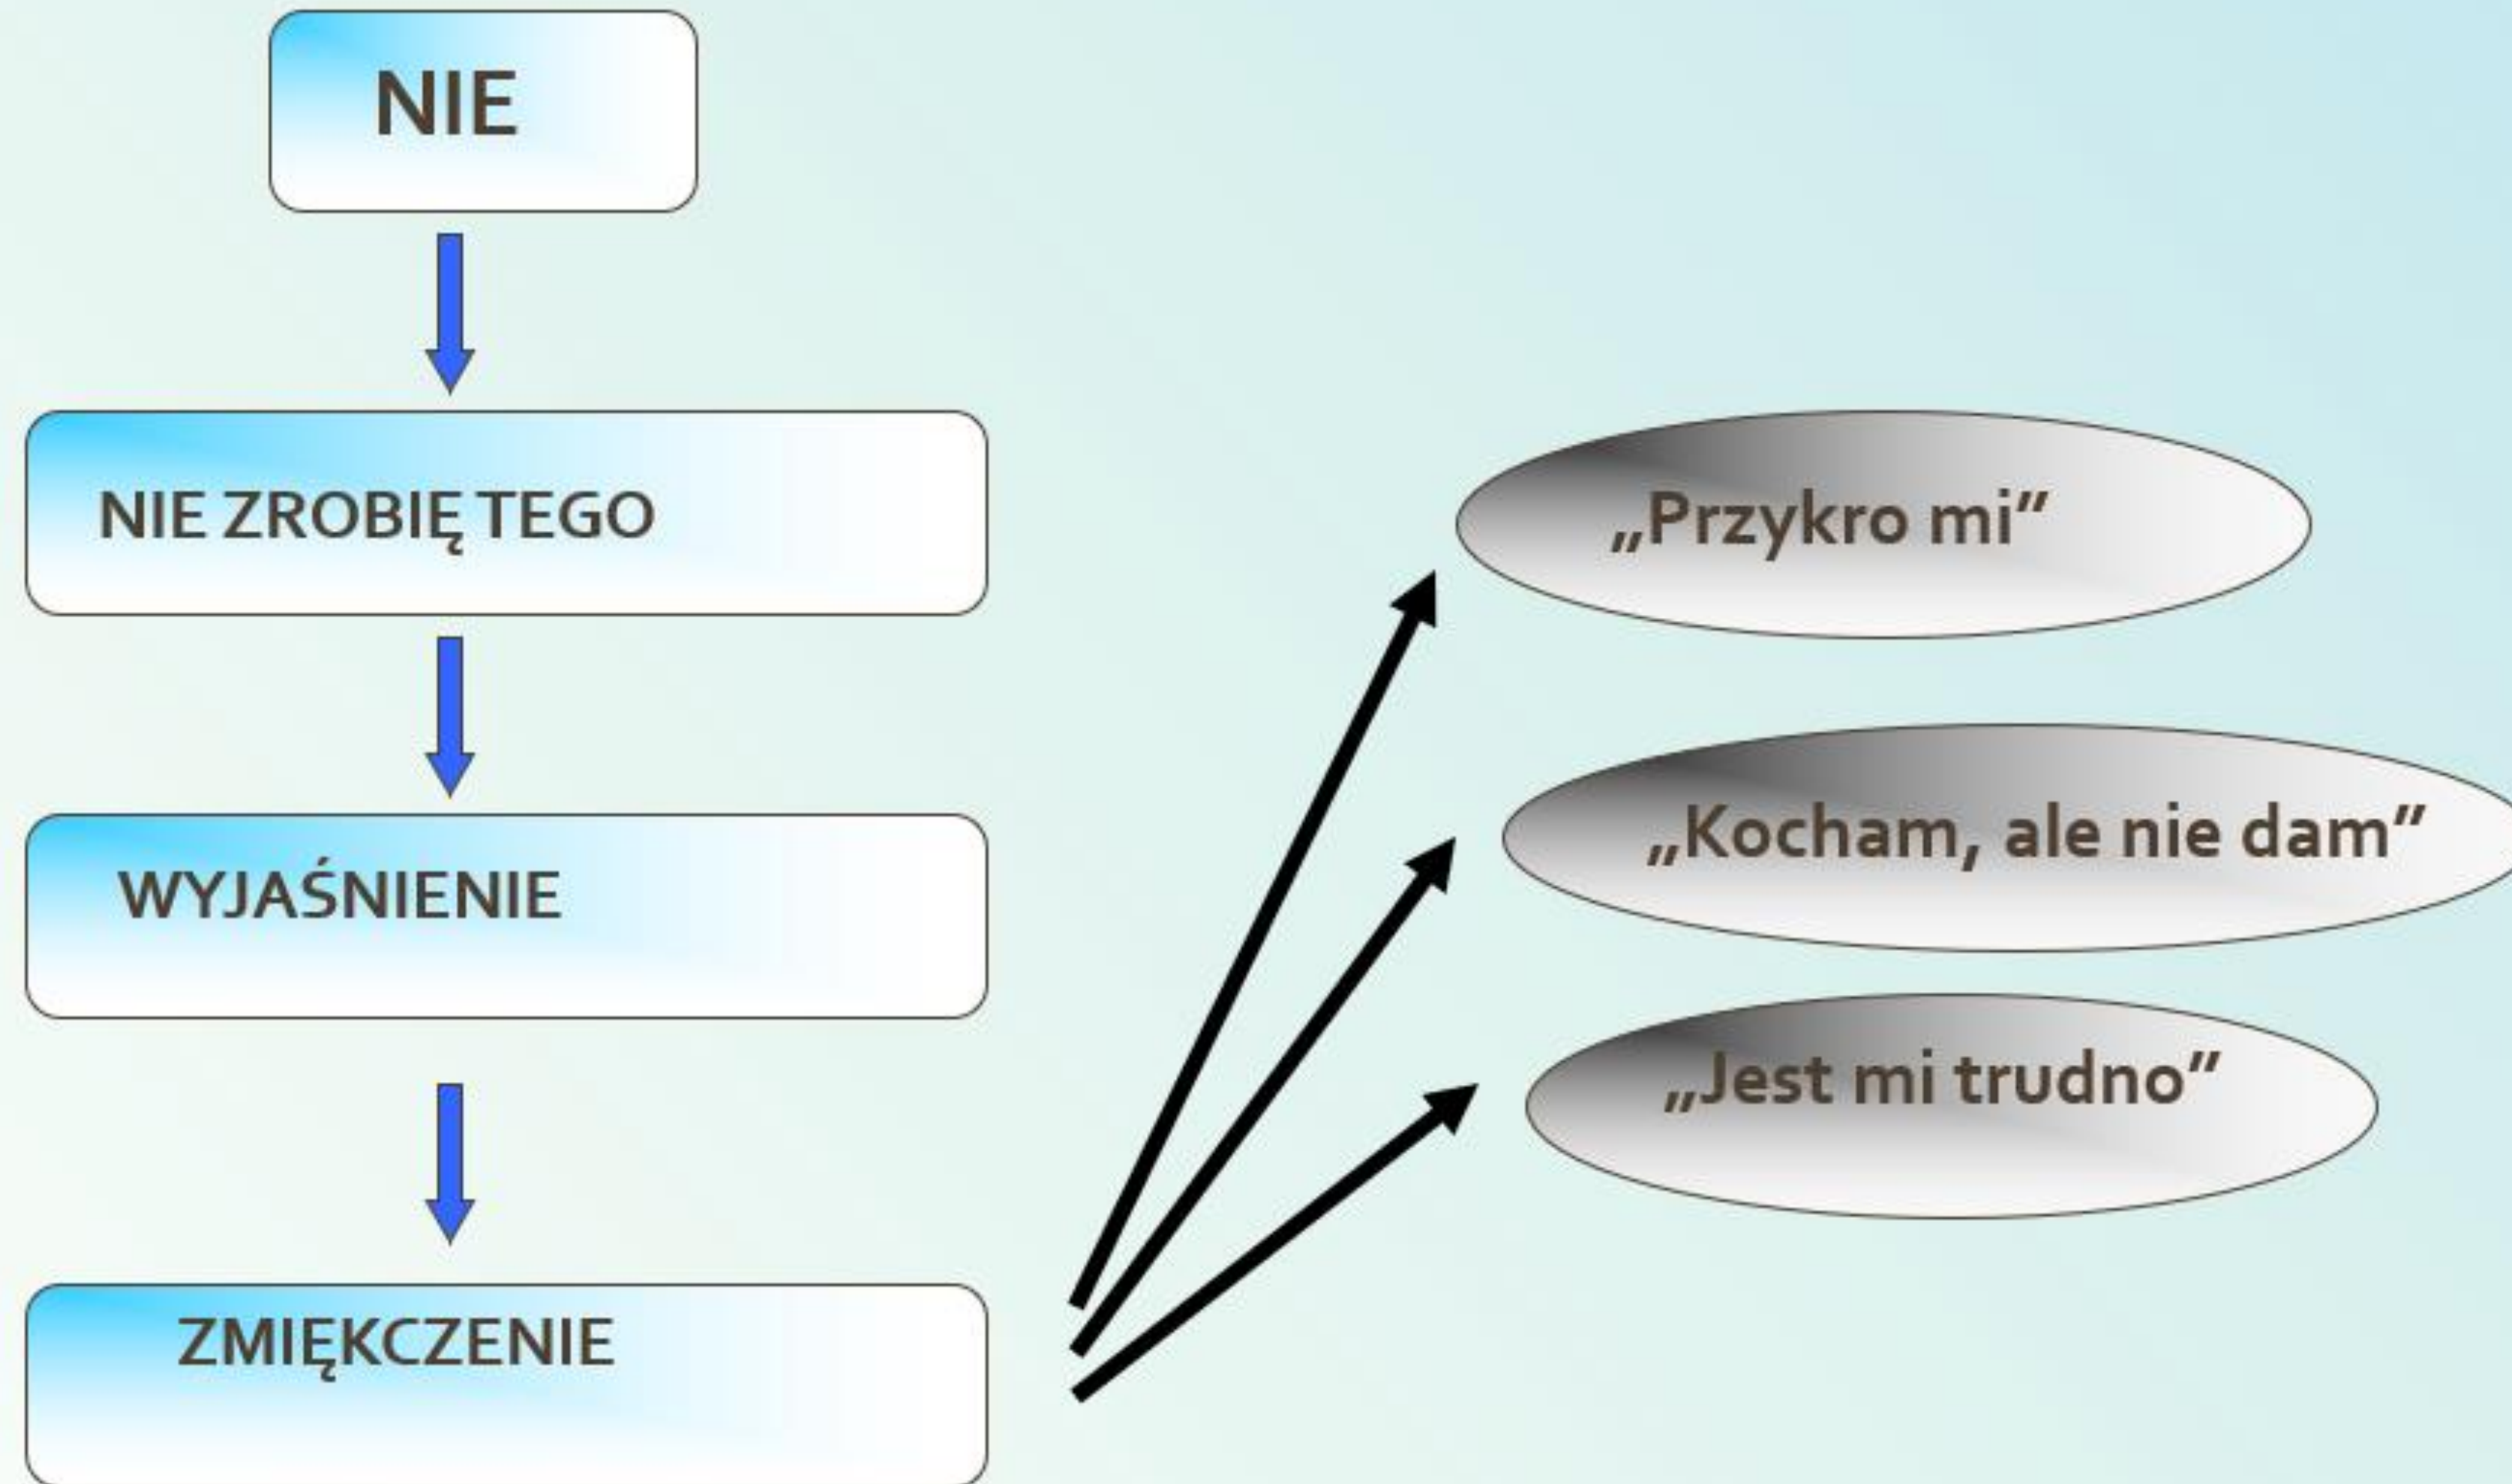 NIE
NIE ZROBIĘ TEGO
WYJAŚNIENIE
ZMIĘKCZENIE
„Przykro mi”
„Kocham, ale nie dam”
„Jest mi trudno”